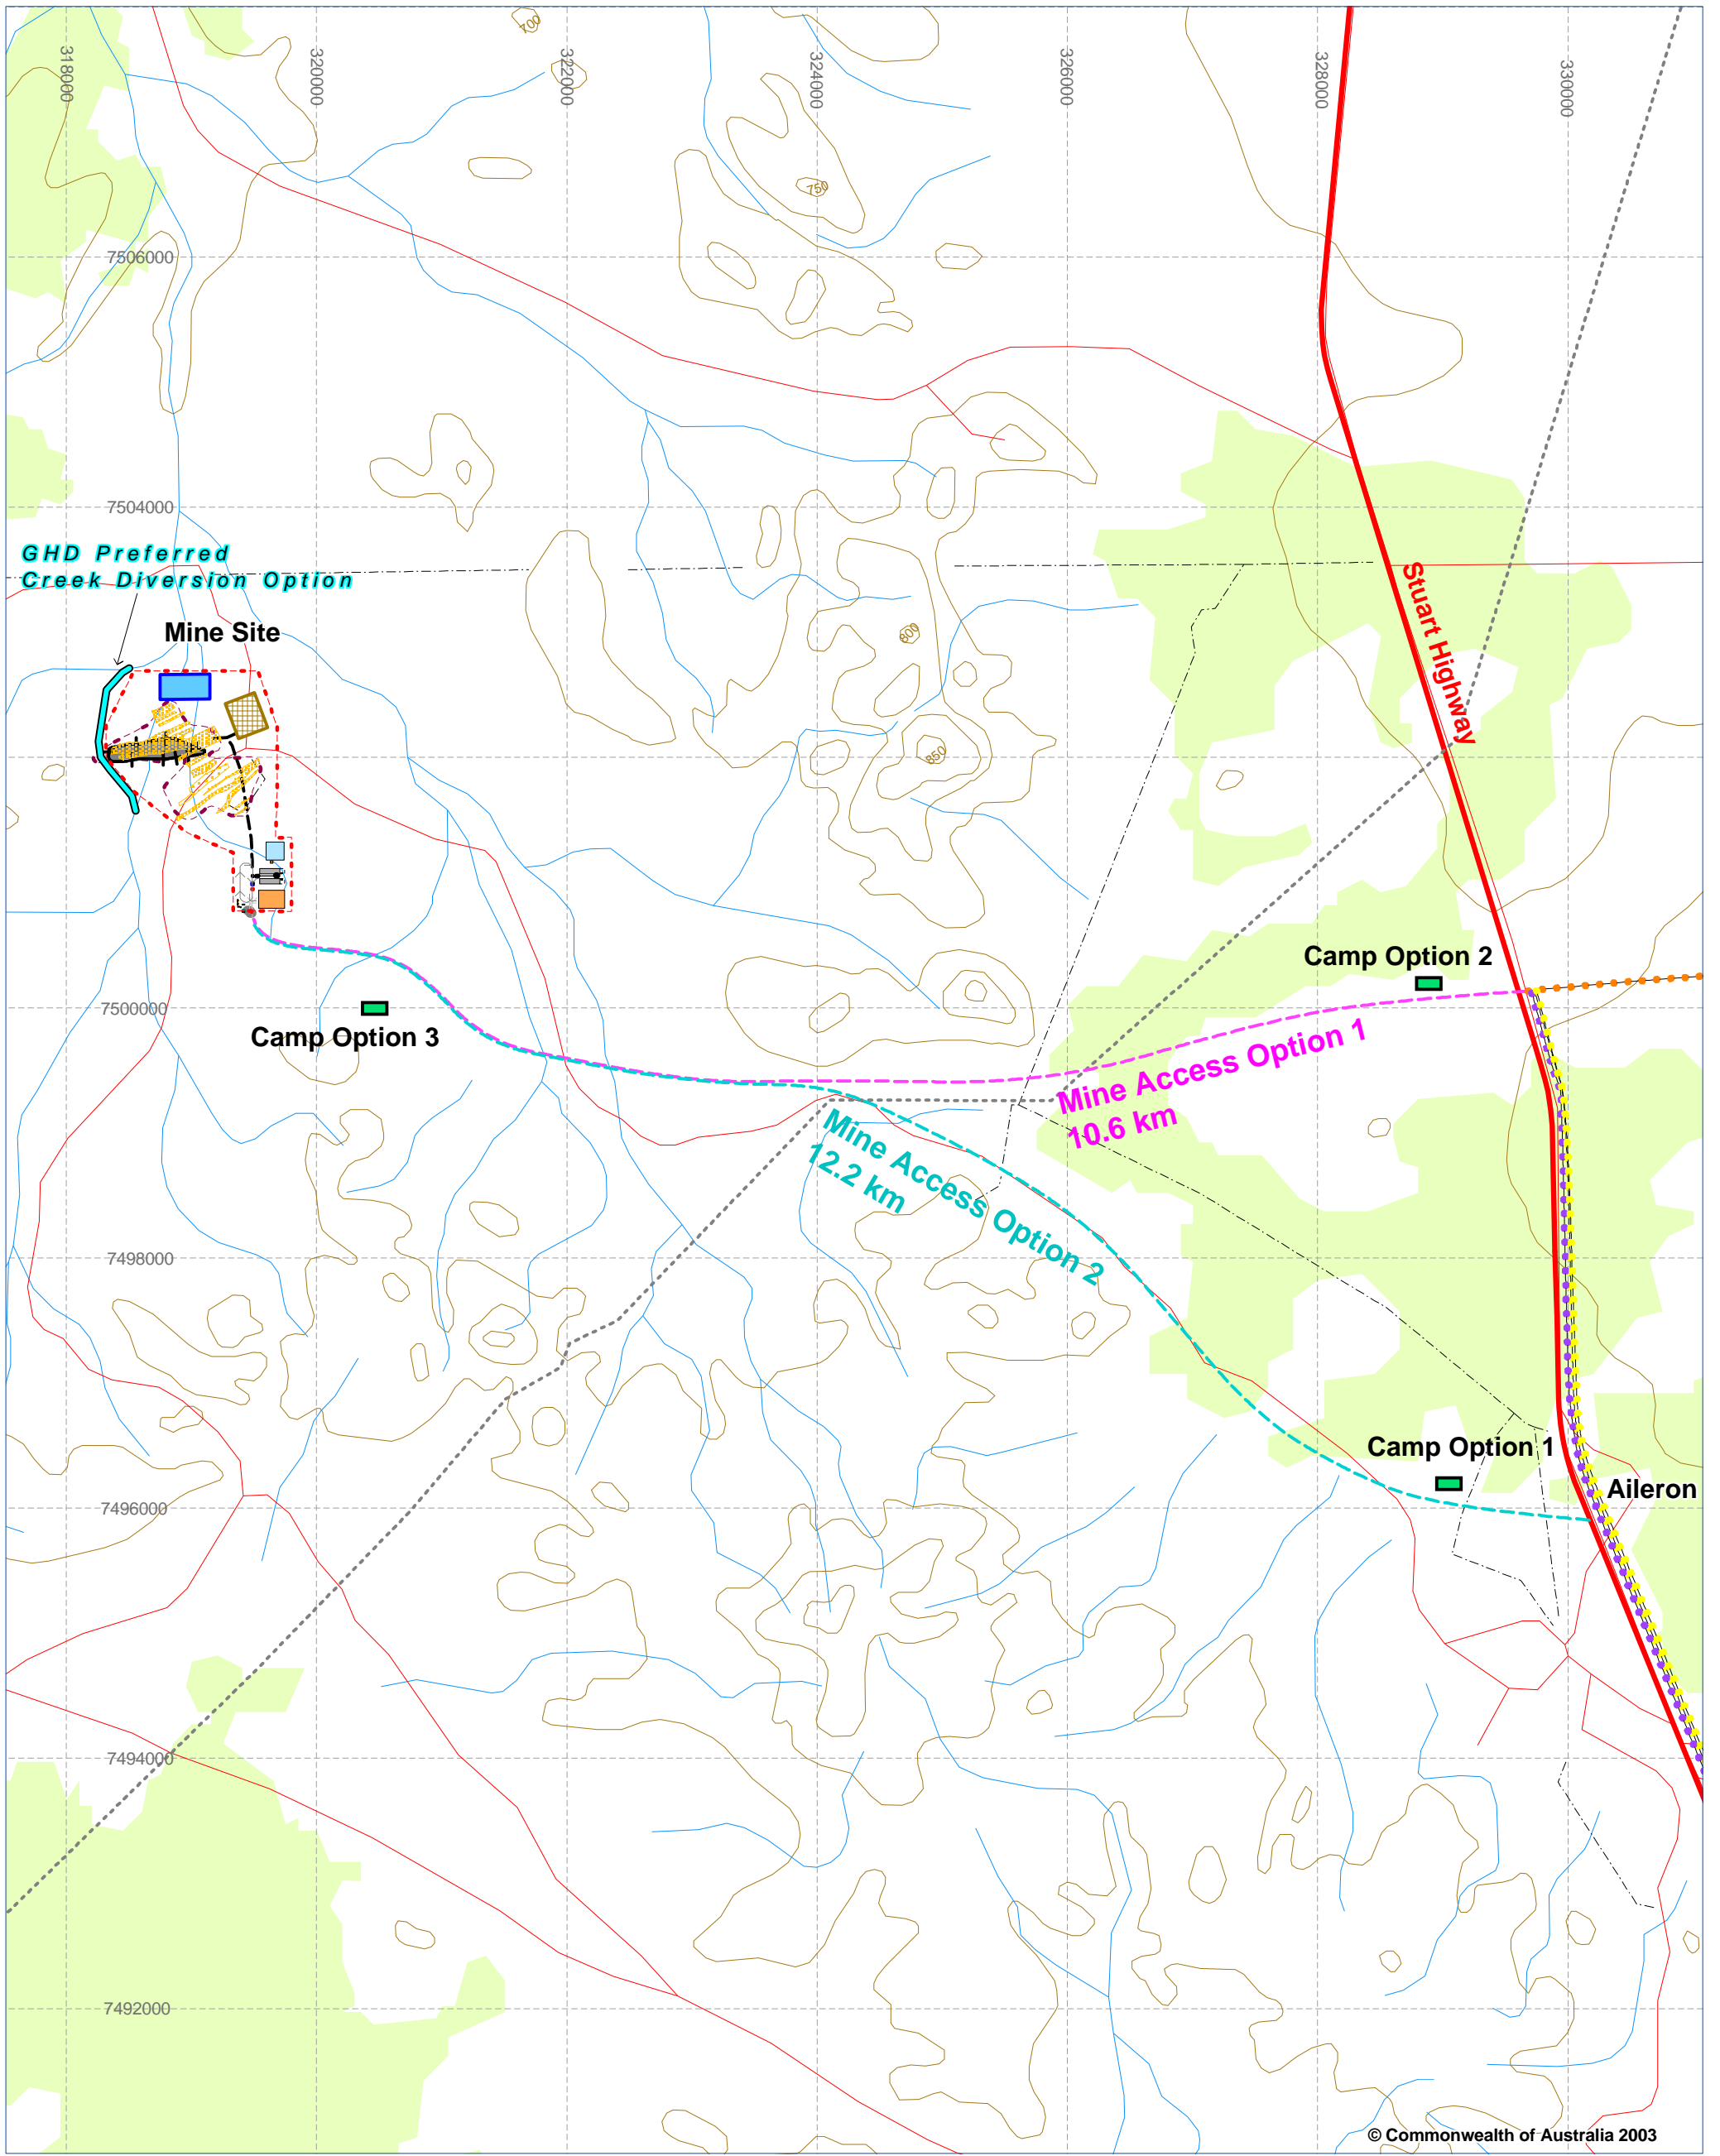 700
318000
320000
322000
324000
326000
328000
330000
750
7506000
7504000
GHD Preferred
Creek Diversion Option
Stuart Highway
Mine Site
800
850
Camp Option 2
7500000
Camp Option 3
Mine Access Option 1
10.6 km
Mine Access Option 2
12.2 km
7498000
Camp Option 1
Aileron
7496000
7494000
7492000
© Commonwealth of Australia 2003